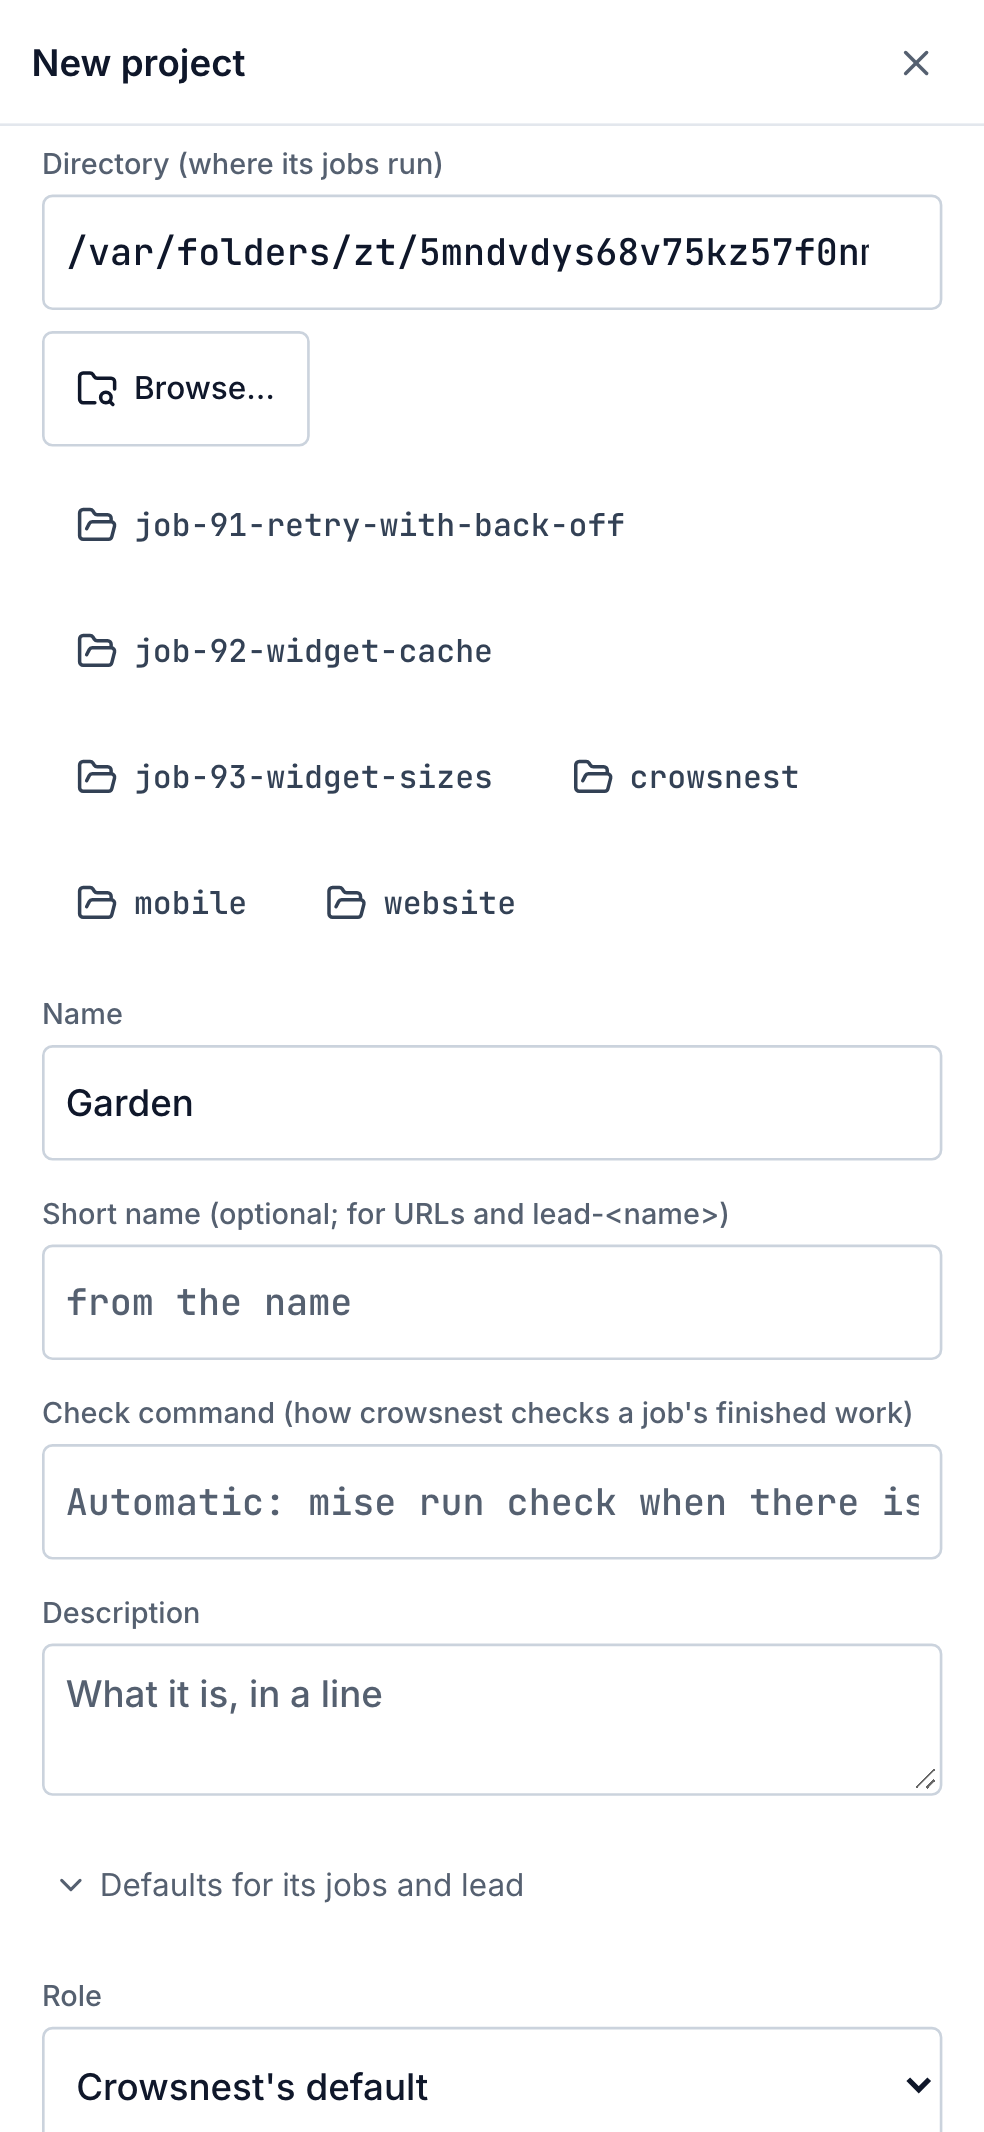 New project
Directory (where its jobs run)
/var/folders/zt/5mndvdys68v75kz57f0n
Browse...
job-91-retry-with-back-off
job-92-widget-cache
job-93-widget-sizes crowsnest
mobile website
Name
Garden
Short name (optional; for URLs and lead-<name>)
from the name
Check command (how crowsnest checks a job's finished work)
Automatic: mise run check when there is
Description
What it is, in a line
Defaults for its jobs and lead
Role
Crowsnest's default